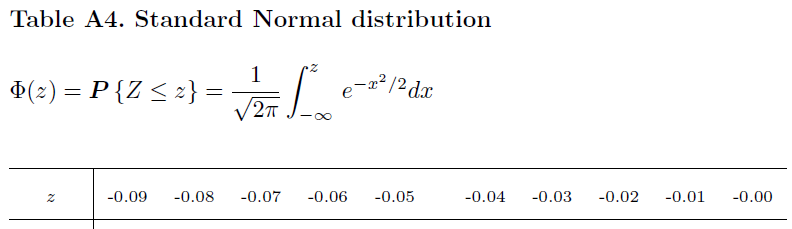 Table A4. Standard Normal distribution
Φ(z) = P {Z ≤ z} = 1/√2π ∫_{-∞}^{z} e^{−x²/2} dx
z -0.09 -0.08 -0.07 -0.06 -0.05 -0.04 -0.03 -0.02 -0.01 -0.00